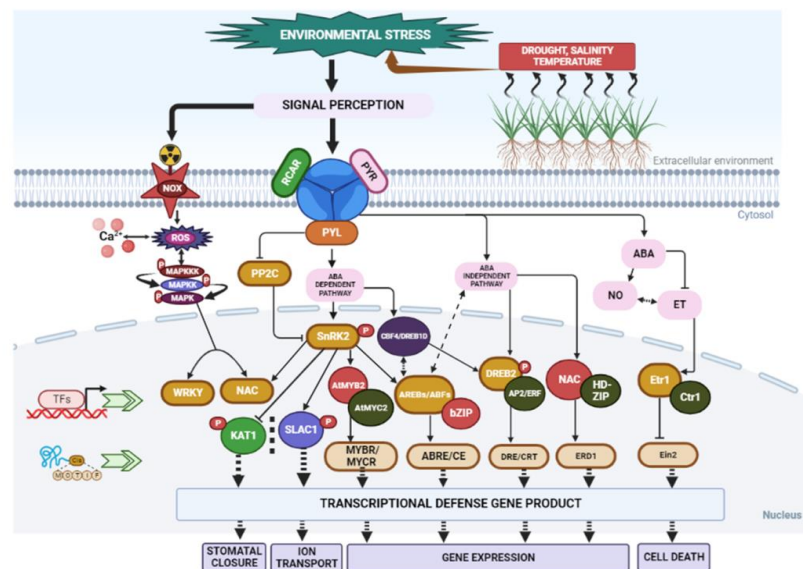 ENVIRONMENTAL STRESS
DROUGHT, SALINITY
TEMPERATURE
SIGNAL PERCEPTION
RCAR
PYR
Extracellular environment
NOX
Cytosol
Ca²⁺
ROS
PYL
ABA
PP2C
ABA
DEPENDENT
PATHWAY
ABA
INDEPENDENT
PATHWAY
P
MAPKKK
MAPKK
P
P
MAPK
NO
ET
SnRK2
P
CBF4/DREB1D
WRKY
NAC
AtMYB2
AtMYC2
AREBs/ABFs
bZIP
DREB2
P
AP2/ERF
NAC
HD-
ZIP
Etr1
Ctr1
TFs
P
KAT1
SLAC1
P
MYBR/
MYCR
ABRE/CE
DRE/CRT
ERD1
Ein2
TRANSCRIPTIONAL DEFENSE GENE PRODUCT
Nucleus
STOMATAL
CLOSURE
ION
TRANSPORT
GENE EXPRESSION
CELL DEATH